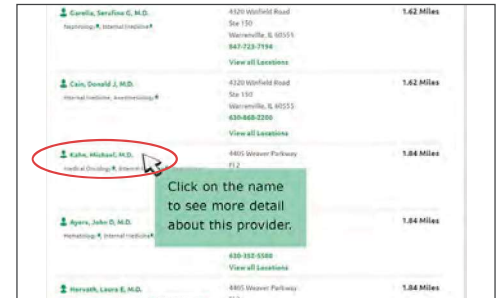 Garella, Serafina G, M.D.
Nephrology, Internal Medicine
4320 Winfield Road
Ste 150
Warrenville, IL 60555
847-723-7194
View all Locations
1.62 Miles
Cain, Donald J, M.D.
Internal Medicine, Anesthesiology
4320 Winfield Road
Ste 150
Warrenville, IL 60555
630-868-2200
View all Locations
1.62 Miles
Kahn, Michael, M.D.
Medical Oncology, Internal
4405 Weaver Parkway
Fl 2
1.84 Miles
Click on the name
to see more detail
about this provider.
Ayers, John D, M.D.
Hematology, Internal Medicine
630-352-5500
View all Locations
1.84 Miles
Horvath, Laura E, M.D.
4405 Weaver Parkway
1.84 Miles